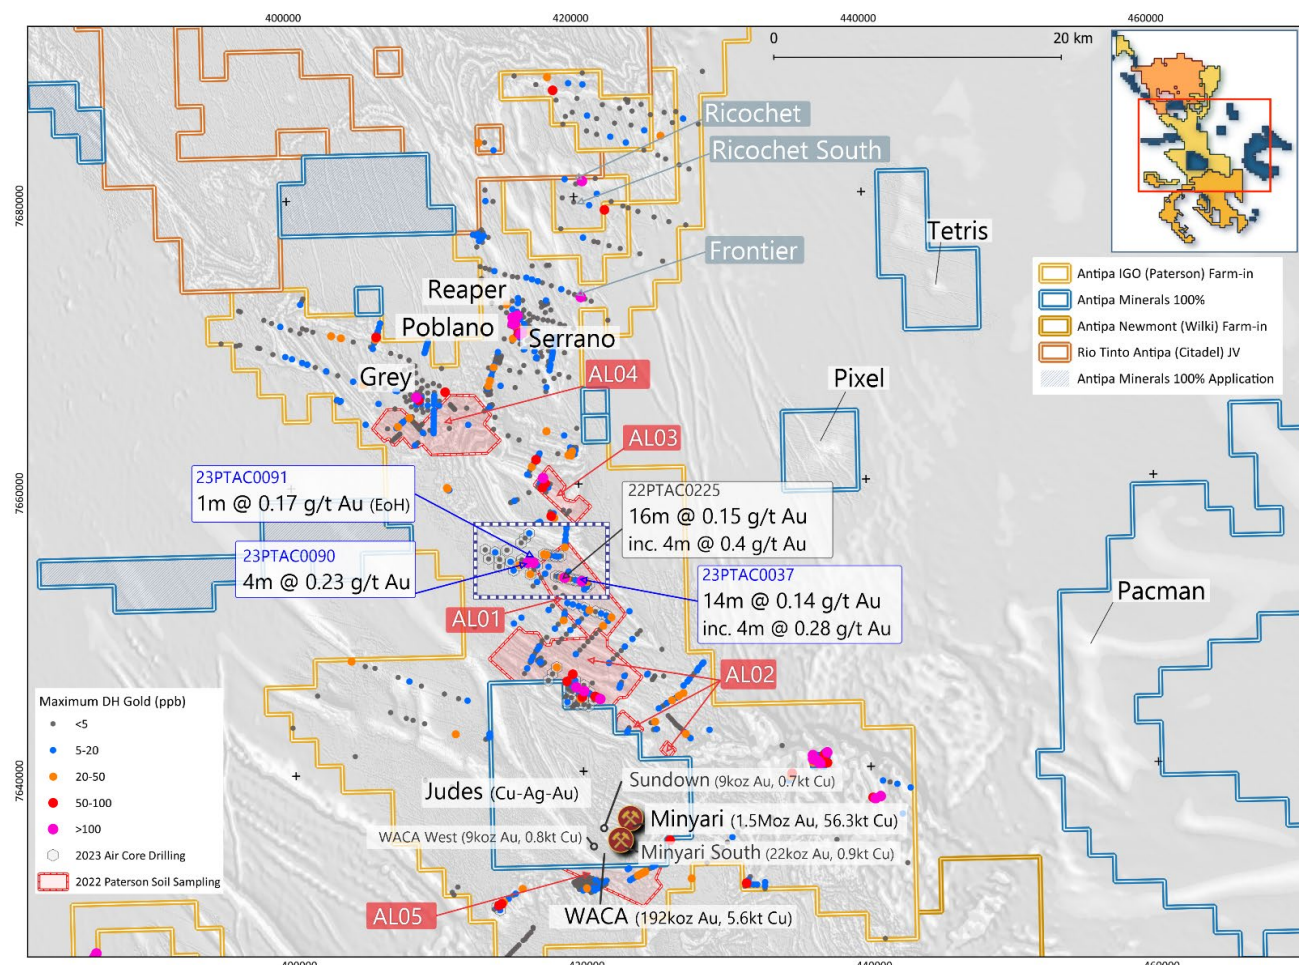 400000
420000
440000
460000
0
20 km
7680000
7660000
7640000
Ricochet
Ricochet South
Frontier
Tetris
Reaper
Poblano
Serrano
Grey
AL04
Pixel
AL03
Antipa IGO (Paterson) Farm-in
Antipa Minerals 100%
Antipa Newmont (Wilki) Farm-in
Rio Tinto Antipa (Citadel) JV
Antipa Minerals 100% Application
23PTAC0091
1m @ 0.17 g/t Au (EoH)
22PTAC0225
16m @ 0.15 g/t Au
inc. 4m @ 0.4 g/t Au
23PTAC0090
4m @ 0.23 g/t Au
23PTAC0037
14m @ 0.14 g/t Au
inc. 4m @ 0.28 g/t Au
Pacman
AL01
AL02
Maximum DH Gold (ppb)
<5
5-20
20-50
50-100
>100
2023 Air Core Drilling
2022 Paterson Soil Sampling
Sundown (9koz Au, 0.7kt Cu)
Judes (Cu-Ag-Au)
Minyari (1.5Moz Au, 56.3kt Cu)
WACA West (9koz Au, 0.8kt Cu)
Minyari South (22koz Au, 0.9kt Cu)
AL05
WACA (192koz Au, 5.6kt Cu)
400000
420000
440000
460000